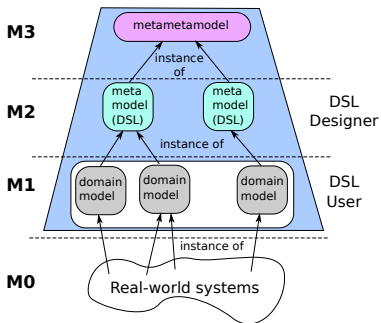 M3
metametamodel
instance
of
M2
meta
model
(DSL)
meta
model
(DSL)
DSL
Designer
instance of
M1
domain
model
domain
model
domain
model
DSL
User
instance of
M0
Real-world systems